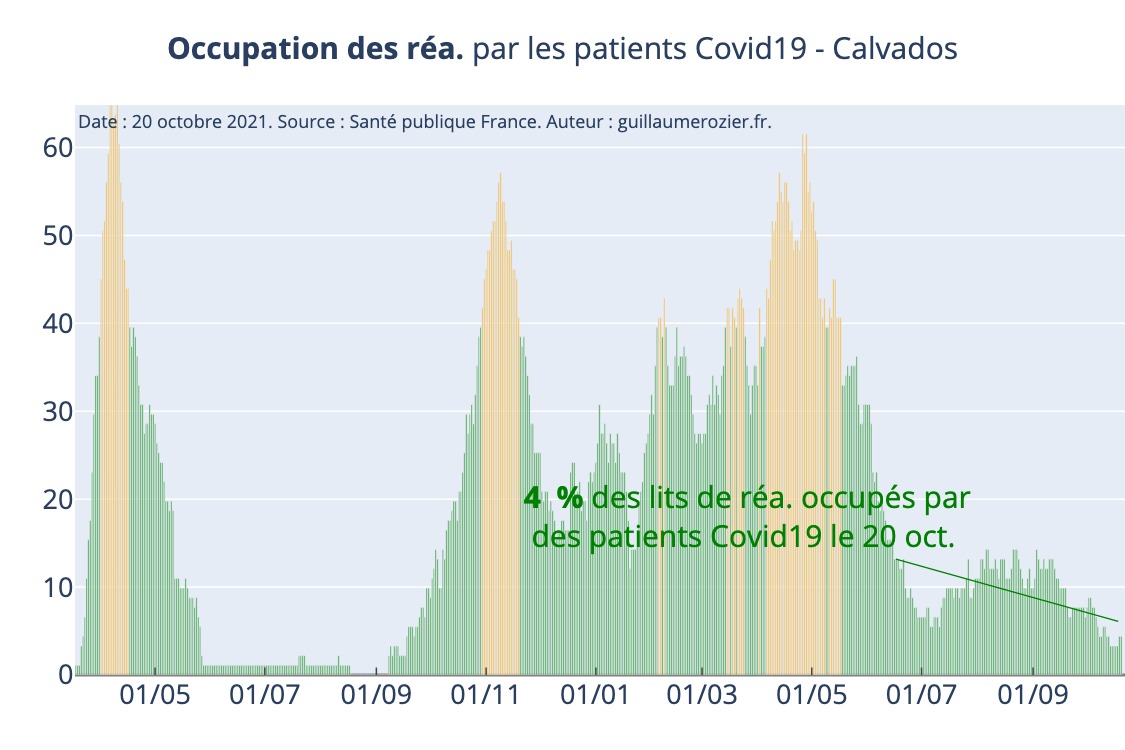 Occupation des réa. par les patients Covid19 - Calvados
Date : 20 octobre 2021. Source : Santé publique France. Auteur : guillaumerozier.fr.
60
50
40
30
20
10
0
4 % des lits de réa. occupés par
des patients Covid19 le 20 oct.
01/05 01/07 01/09 01/11 01/01 01/03 01/05 01/07 01/09